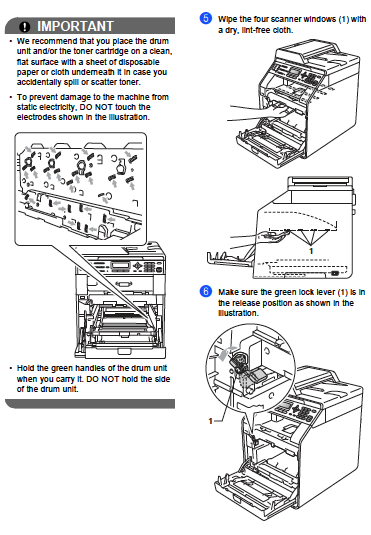 IMPORTANT
• We recommend that you place the drum
unit and/or the toner cartridge on a clean,
flat surface with a sheet of disposable
paper or cloth underneath it in case you
accidentally spill or scatter toner.
• To prevent damage to the machine from
static electricity, DO NOT touch the
electrodes shown in the illustration.
• Hold the green handles of the drum unit
when you carry it. DO NOT hold the side
of the drum unit.
5 Wipe the four scanner windows (1) with
a dry, lint-free cloth.
1
6 Make sure the green lock lever (1) is in
the release position as shown in the
illustration.
1